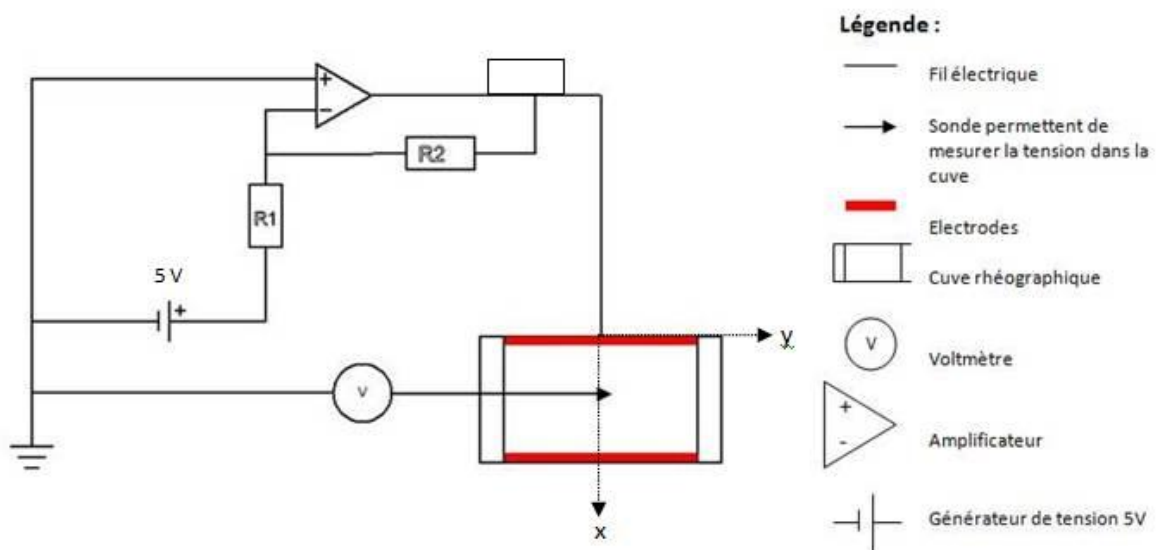 Légende :
Fil électrique
Sonde permettent de
mesurer la tension dans la
cuve
Electrodes
Cuve rhéographique
V
Voltmètre
+
-
Amplificateur
Générateur de tension 5V
+
-
R2
R1
5 V
+
y
V
x